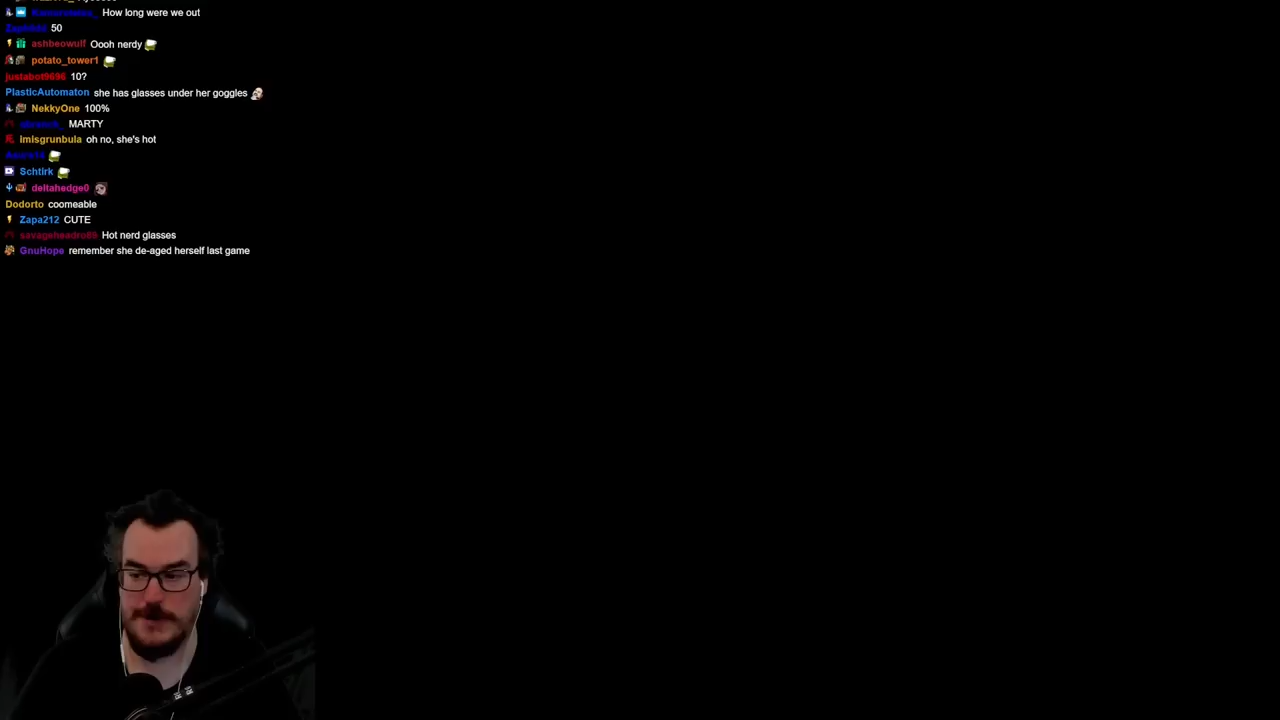 How long were we out
50
ashbeowulf Oooh nerdy
potato_tower1
justabot9696 10?
PlasticAutomaton she has glasses under her goggles
NekkyOne 100%
MARTY
Imisgrunbula oh no, she's hot
Schtirk
deltahedge0
Dodorto coomeable
Zapa212 CUTE
Hot nerd glasses
GnuHope remember she de-aged herself last game